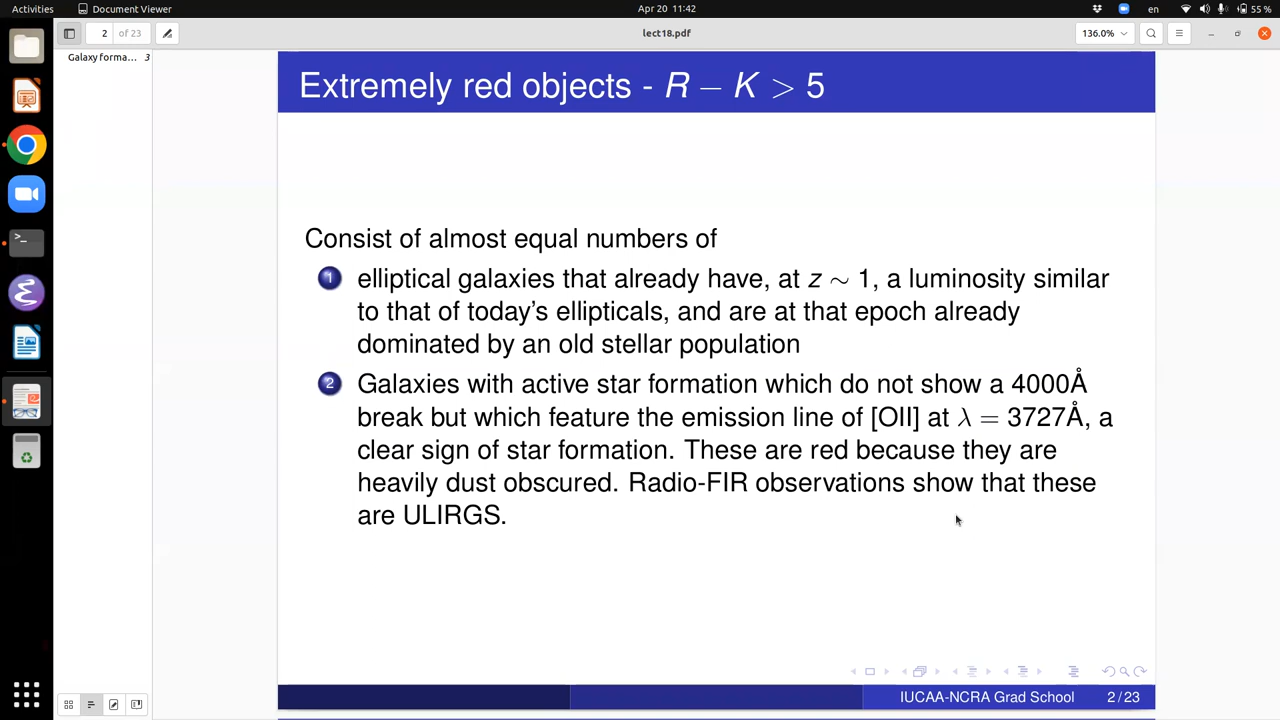 Activities
Document Viewer
Apr 20 11:42
en
55 %
2
of 23
lect18.pdf
136.0%
Galaxy forma... 3
Extremely red objects - R − K > 5
Consist of almost equal numbers of
1 elliptical galaxies that already have, at z ∼ 1, a luminosity similar
to that of today's ellipticals, and are at that epoch already
dominated by an old stellar population
2 Galaxies with active star formation which do not show a 4000Å
break but which feature the emission line of [OII] at λ = 3727Å, a
clear sign of star formation. These are red because they are
heavily dust obscured. Radio-FIR observations show that these
are ULIRGS.
IUCAA-NCRA Grad School
2/23